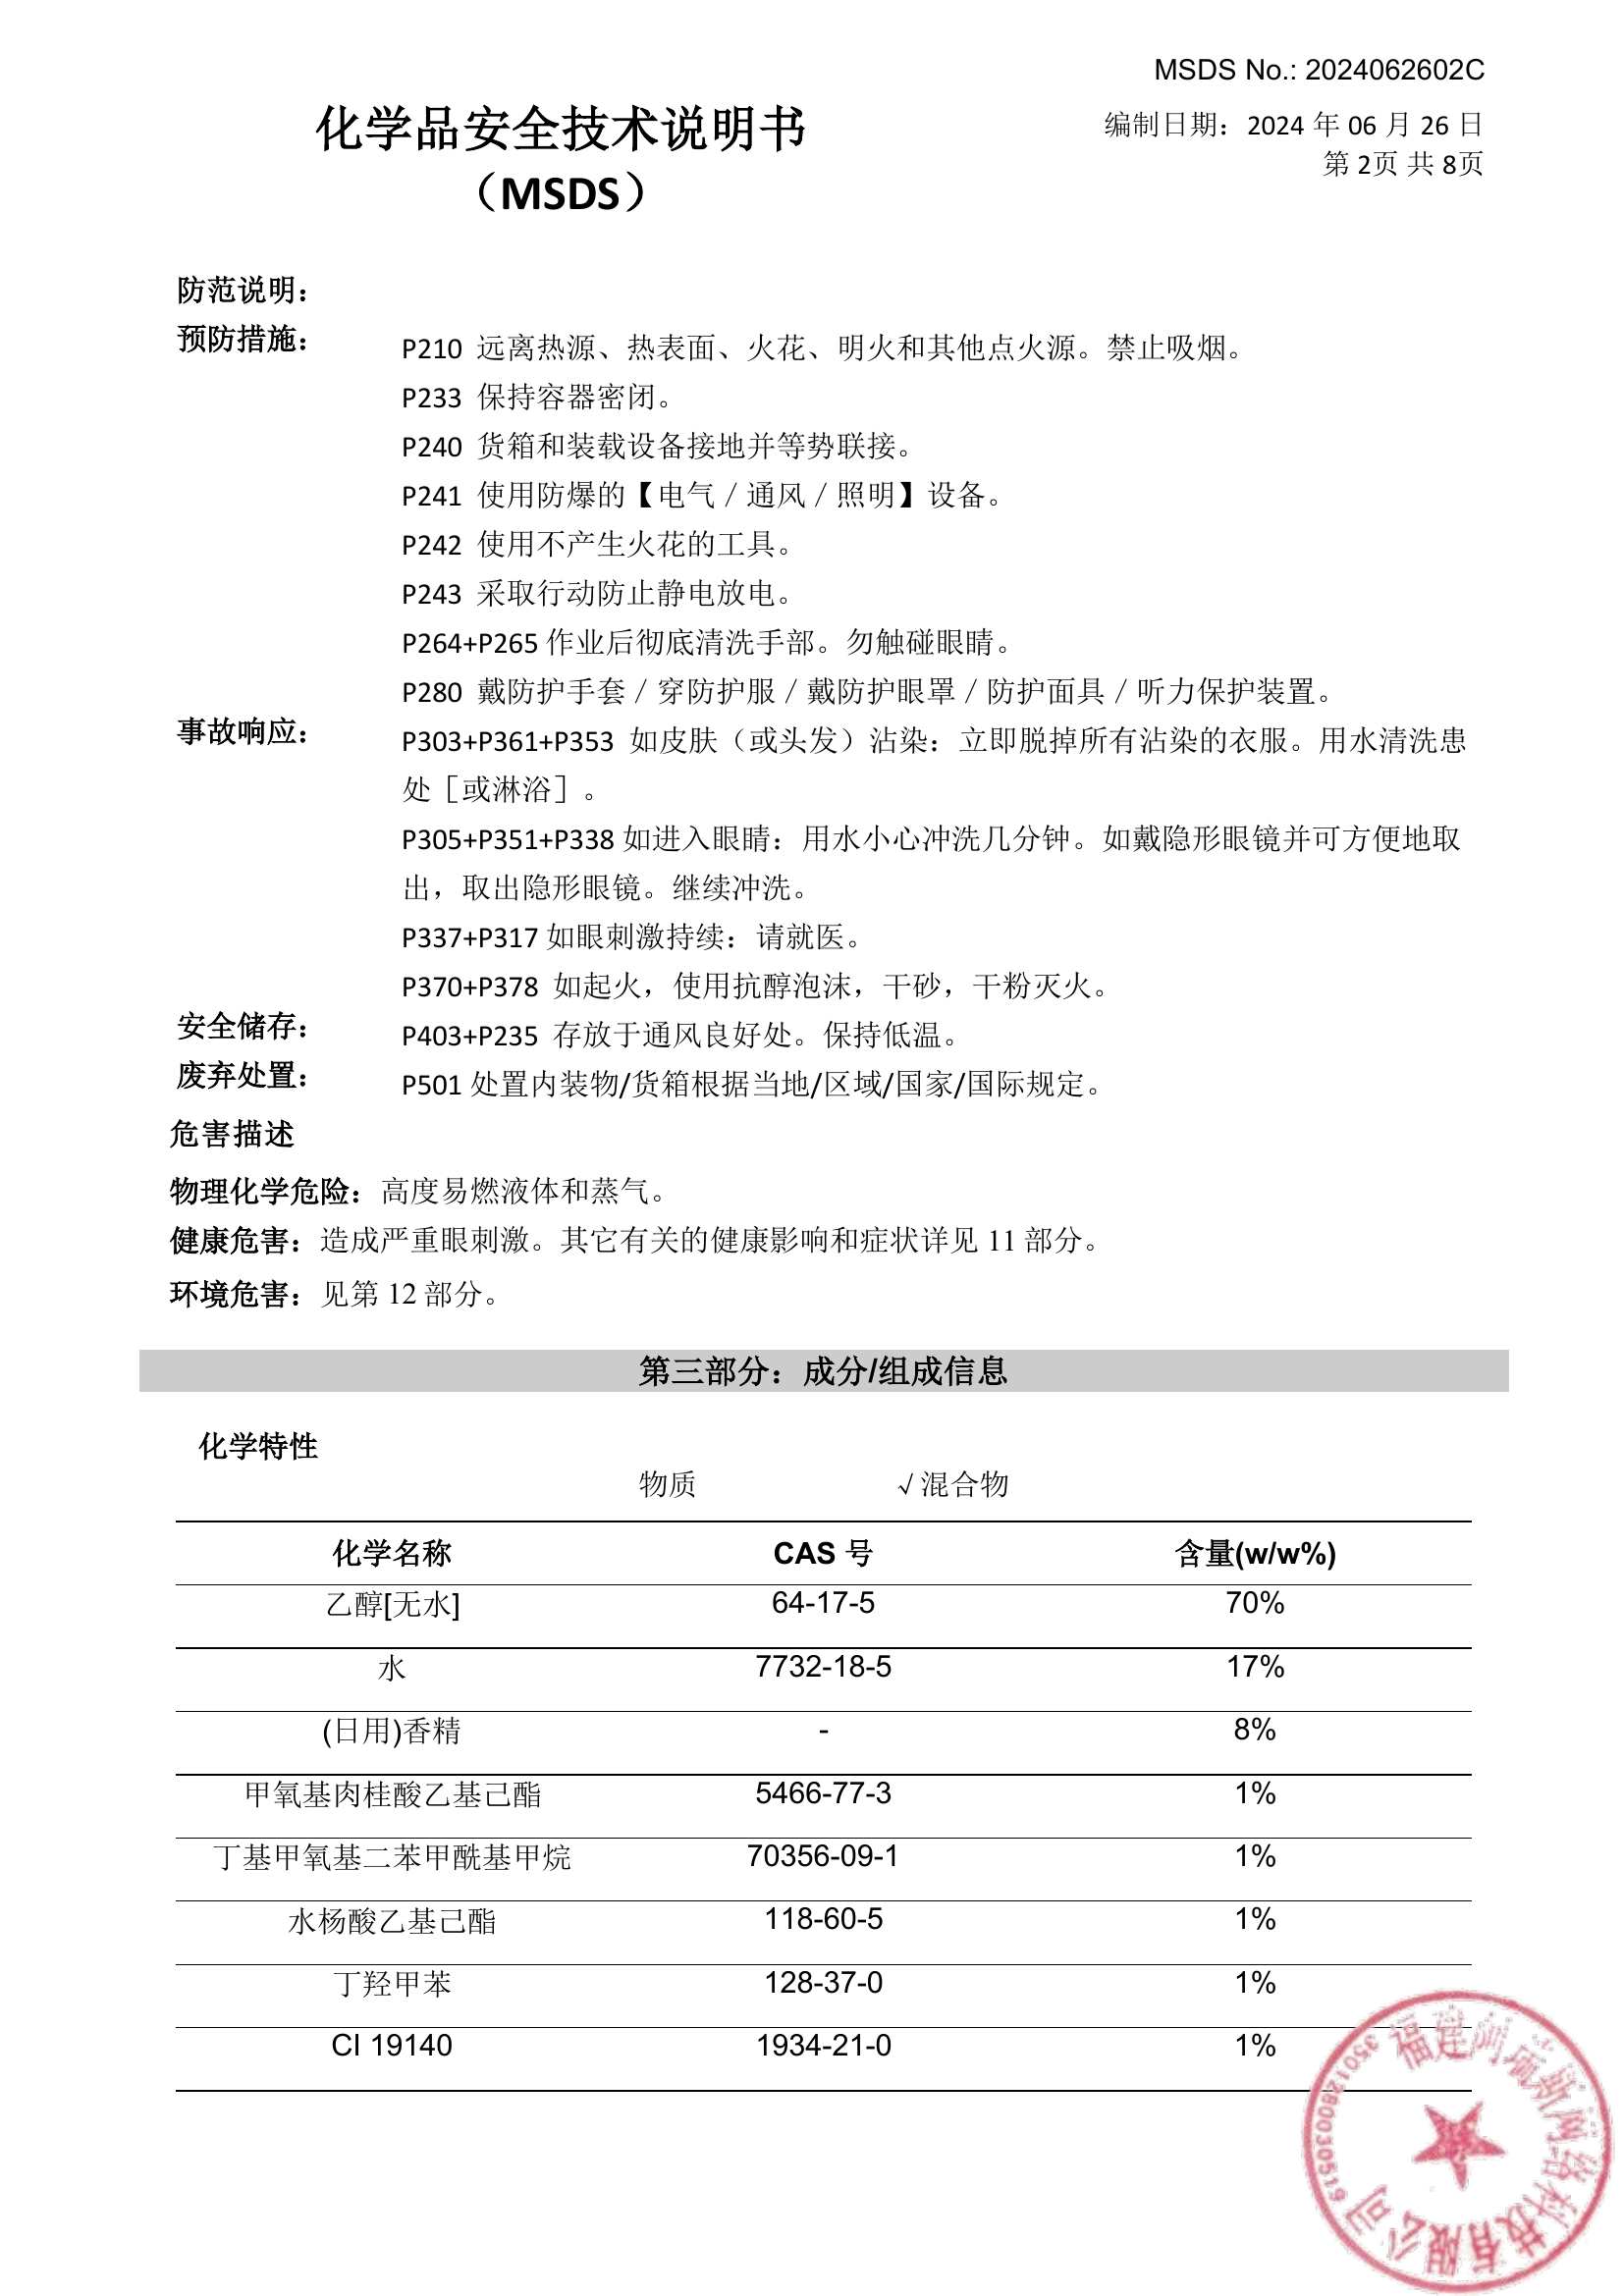 MSDS No.: 2024062602C
化学品安全技术说明书
（MSDS）
编制日期：2024 年 06 月 26 日
第 2页 共 8页
防范说明：
预防措施：
P210 远离热源、热表面、火花、明火和其他点火源。禁止吸烟。
P233 保持容器密闭。
P240 货箱和装载设备接地并等势联接。
P241 使用防爆的【电气／通风／照明】设备。
P242 使用不产生火花的工具。
P243 采取行动防止静电放电。
P264+P265 作业后彻底清洗手部。勿触碰眼睛。
P280 戴防护手套／穿防护服／戴防护眼罩／防护面具／听力保护装置。
事故响应：
P303+P361+P353 如皮肤（或头发）沾染：立即脱掉所有沾染的衣服。用水清洗患
处［或淋浴］。
P305+P351+P338 如进入眼睛：用水小心冲洗几分钟。如戴隐形眼镜并可方便地取
出，取出隐形眼镜。继续冲洗。
P337+P317 如眼刺激持续：请就医。
P370+P378 如起火，使用抗醇泡沫，干砂，干粉灭火。
安全储存：
P403+P235 存放于通风良好处。保持低温。
废弃处置：
P501 处置内装物/货箱根据当地/区域/国家/国际规定。
危害描述
物理化学危险：高度易燃液体和蒸气。
健康危害：造成严重眼刺激。其它有关的健康影响和症状详见 11 部分。
环境危害：见第 12 部分。
第三部分：成分/组成信息
化学特性
物质 √混合物
化学名称 CAS 号 含量(w/w%)
乙醇[无水] 64-17-5 70%
水 7732-18-5 17%
(日用)香精 - 8%
甲氧基肉桂酸乙基己酯 5466-77-3 1%
丁基甲氧基二苯甲酰基甲烷 70356-09-1 1%
水杨酸乙基己酯 118-60-5 1%
丁羟甲苯 128-37-0 1%
CI 19140 1934-21-0 1%